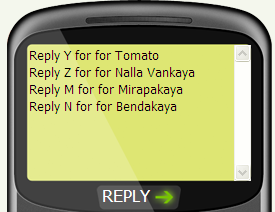 Reply Y for for Tomato
Reply Z for for Nalla Vankaya
Reply M for for Mirapakaya
Reply N for for Bendakaya
REPLY